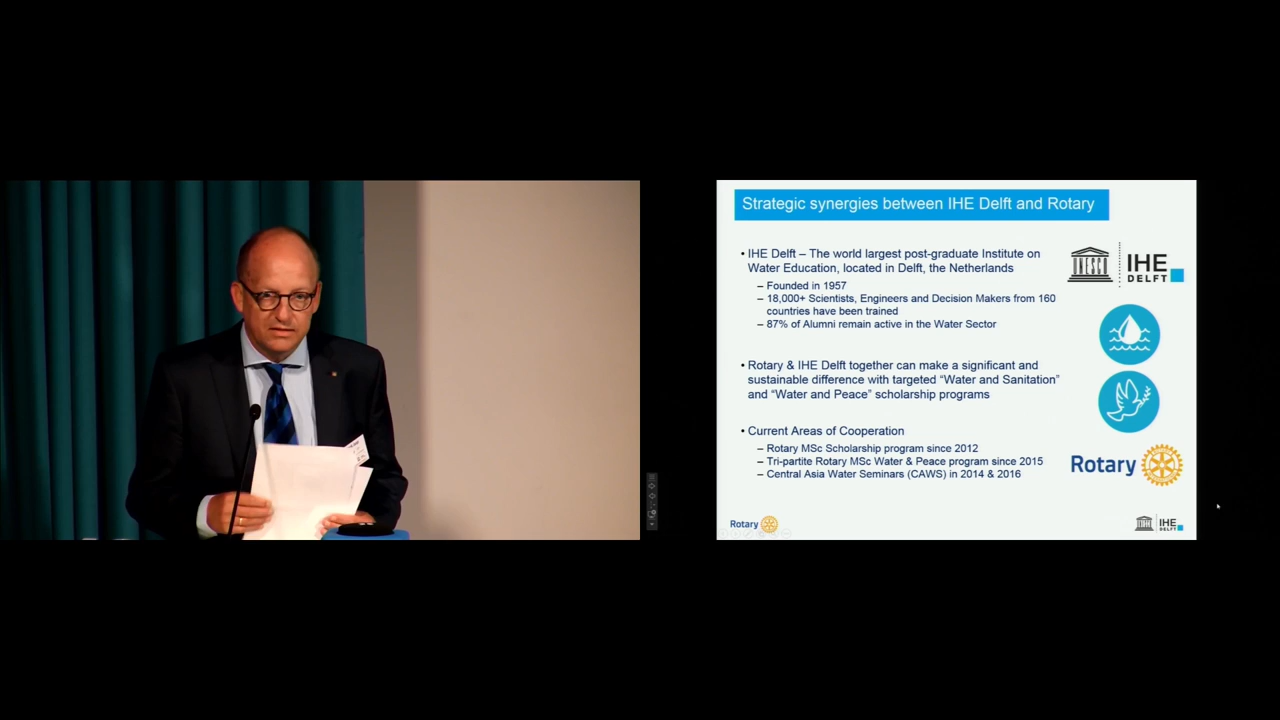 Strategic synergies between IHE Delft and Rotary
• IHE Delft – The world largest post-graduate Institute on
Water Education, located in Delft, the Netherlands
– Founded in 1957
– 18,000+ Scientists, Engineers and Decision Makers from 160
countries have been trained
– 87% of Alumni remain active in the Water Sector
• Rotary & IHE Delft together can make a significant and
sustainable difference with targeted “Water and Sanitation”
and “Water and Peace” scholarship programs
• Current Areas of Cooperation
– Rotary MSc Scholarship program since 2012
– Tri-partite Rotary MSc Water & Peace program since 2015
– Central Asia Water Seminars (CAWS) in 2014 & 2016
UNESCO
IHE
DELFT
Rotary
Rotary
IHE
DELFT